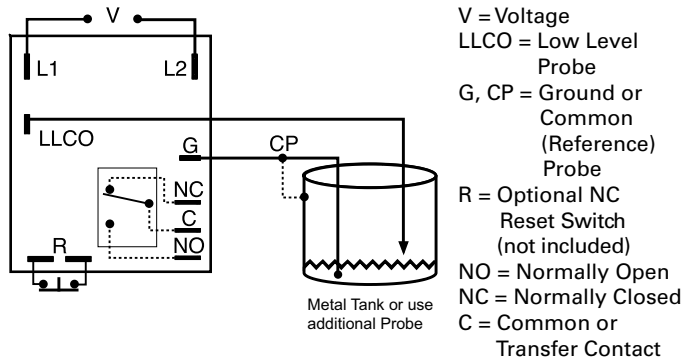 V
L1
L2
LLCO
G
CP
NC
C
NO
R
Metal Tank or use
additional Probe
V = Voltage
LLCO = Low Level
Probe
G, CP = Ground or
Common
(Reference)
Probe
R = Optional NC
Reset Switch
(not included)
NO = Normally Open
NC = Normally Closed
C = Common or
Transfer Contact